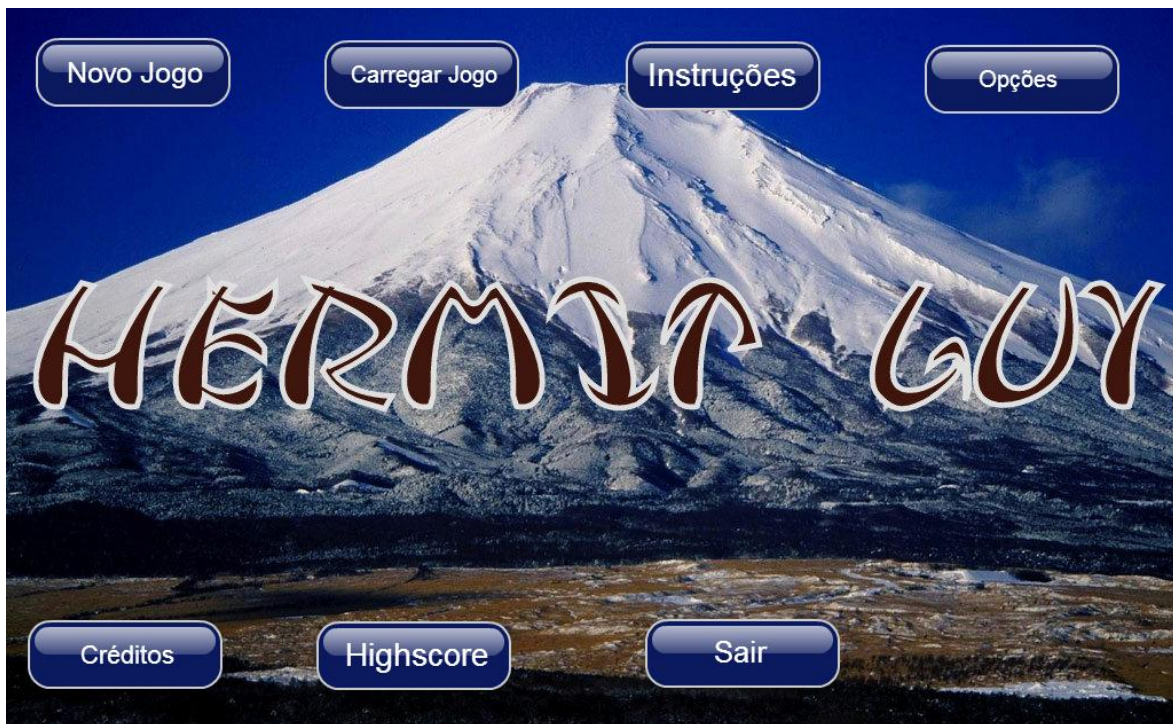 Novo Jogo
Carregar Jogo
Instruções
Opções
HERMIT GUY
Créditos
Highscore
Sair